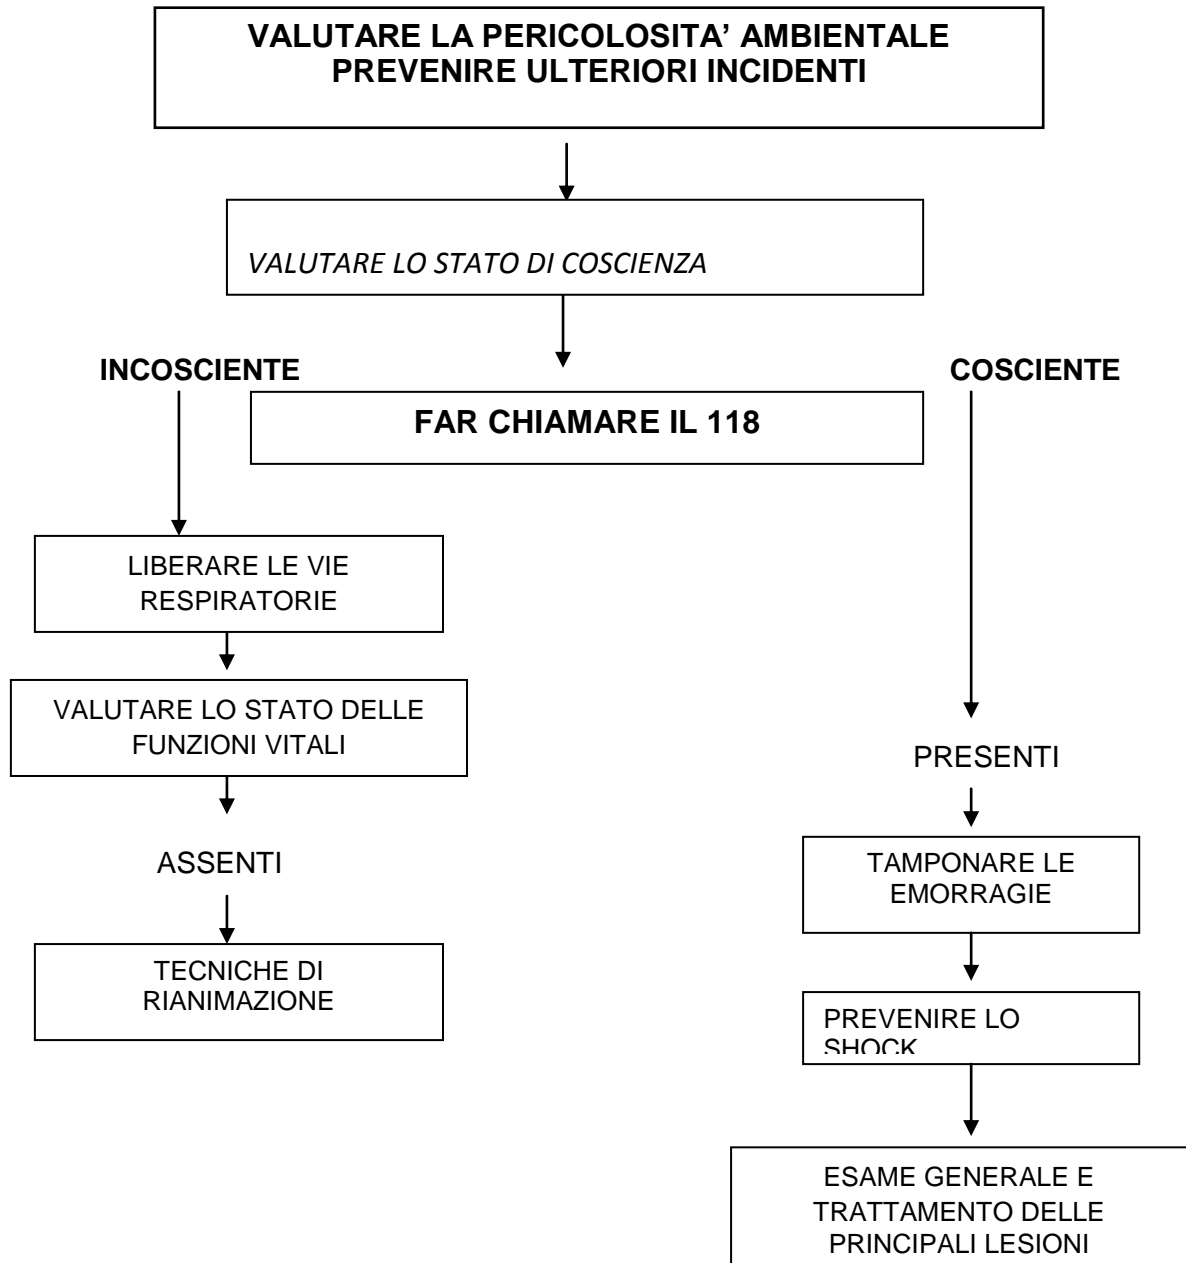 VALUTARE LA PERICOLOSITA’ AMBIENTALE
PREVENIRE ULTERIORI INCIDENTI
VALUTARE LO STATO DI COSCIENZA
INCOSCIENTE
COSCIENTE
FAR CHIAMARE IL 118
LIBERARE LE VIE
RESPIRATORIE
VALUTARE LO STATO DELLE
FUNZIONI VITALI
ASSENTI
TECNICHE DI
RIANIMAZIONE
PRESENTI
TAMPONARE LE
EMORRAGIE
PREVENIRE LO
SHOCK
ESAME GENERALE E
TRATTAMENTO DELLE
PRINCIPALI LESIONI